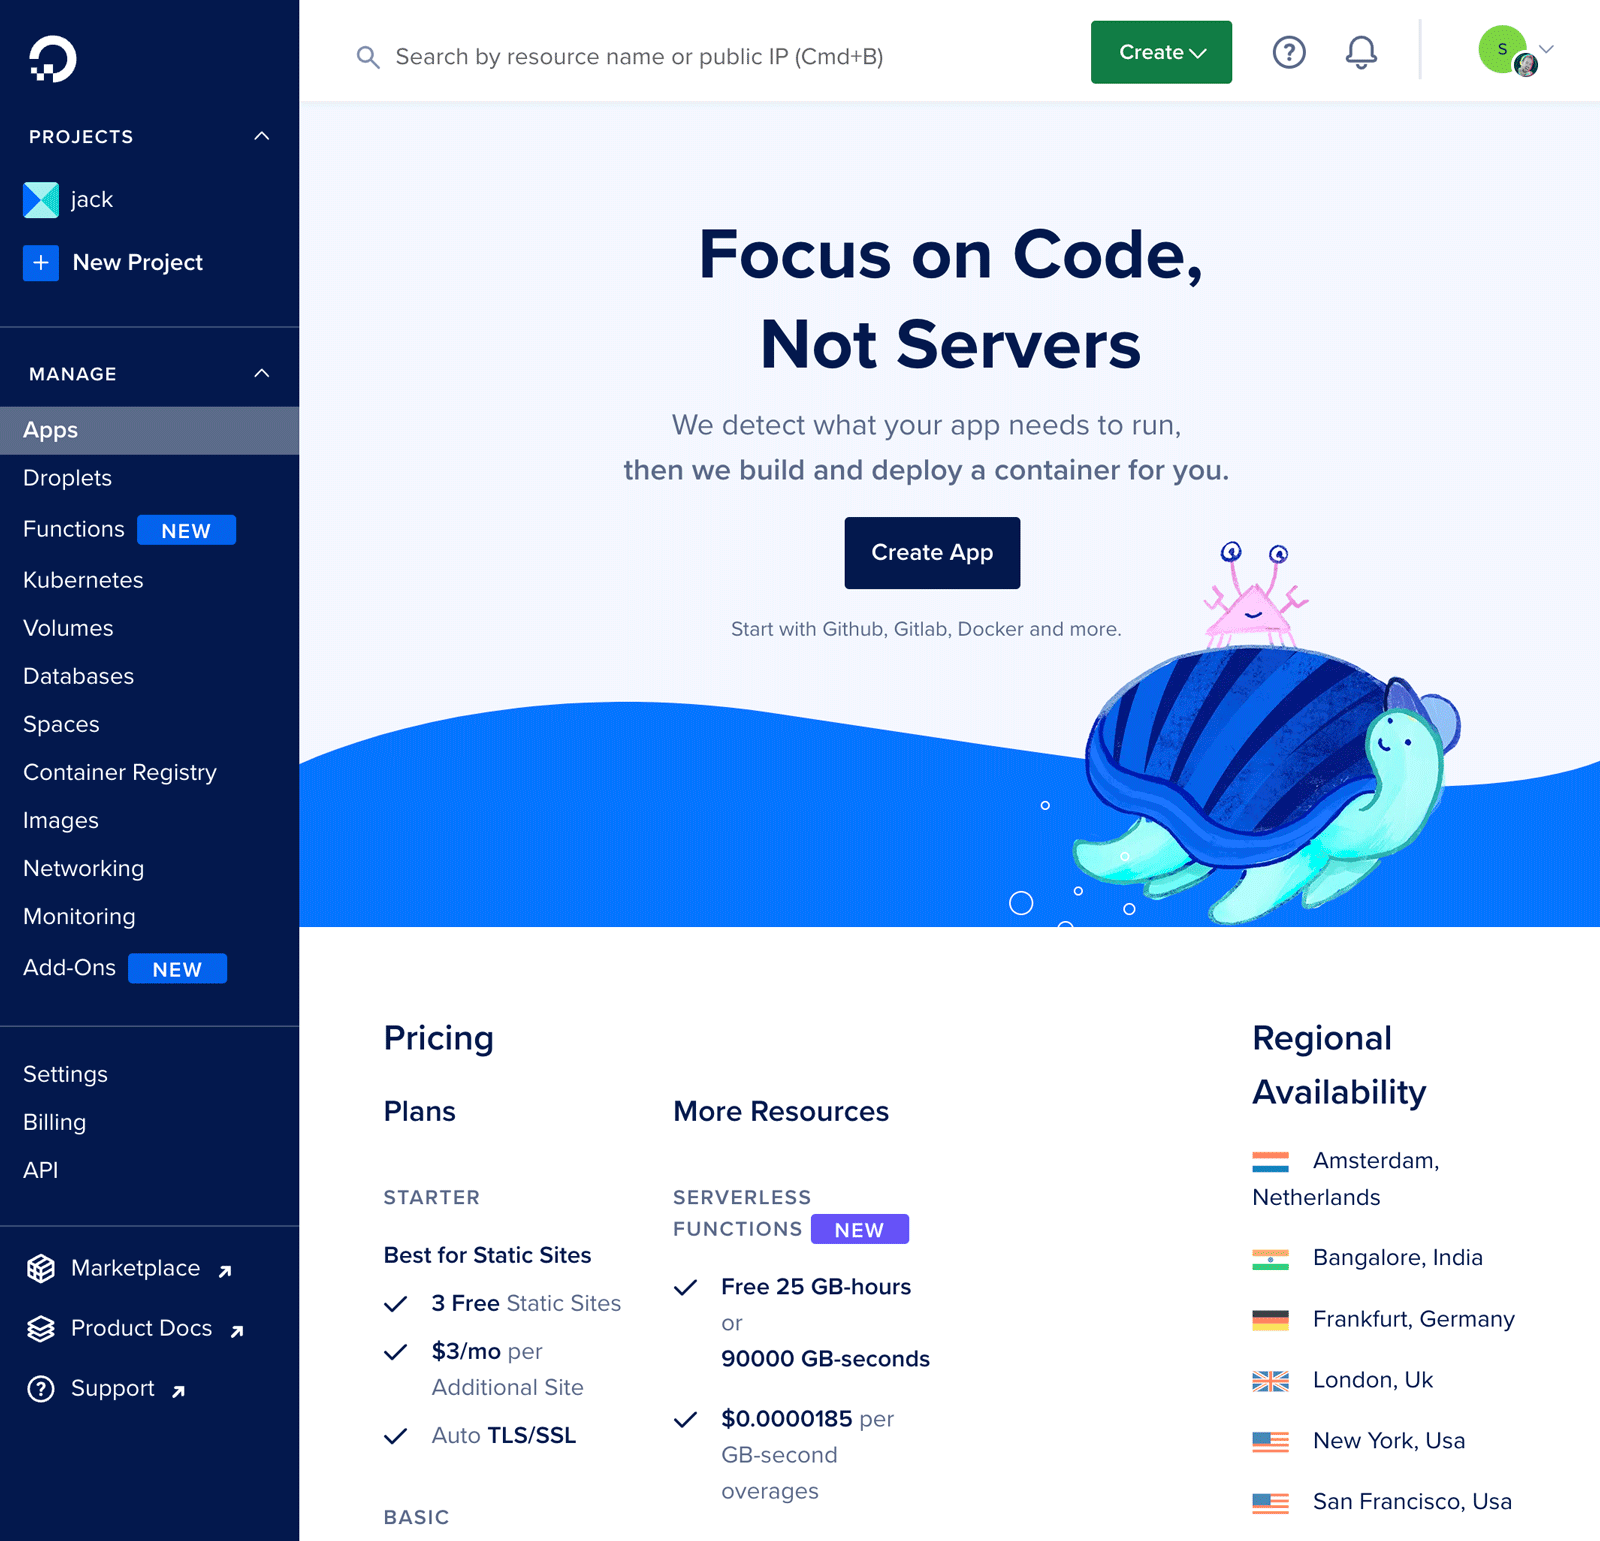 Search by resource name or public IP (Cmd+B)
Create
S
PROJECTS
jack
New Project
MANAGE
Apps
Droplets
Functions NEW
Kubernetes
Volumes
Databases
Spaces
Container Registry
Images
Networking
Monitoring
Add-Ons NEW
Settings
Billing
API
Marketplace
Product Docs
Support
Focus on Code,
Not Servers
We detect what your app needs to run,
then we build and deploy a container for you.
Create App
Start with Github, Gitlab, Docker and more.
Pricing
Plans
STARTER
Best for Static Sites
3 Free Static Sites
$3/mo per
Additional Site
Auto TLS/SSL
BASIC
More Resources
SERVERLESS
FUNCTIONS NEW
Free 25 GB-hours
or
90000 GB-seconds
$0.0000185 per
GB-second
overages
Regional
Availability
Amsterdam,
Netherlands
Bangalore, India
Frankfurt, Germany
London, Uk
New York, Usa
San Francisco, Usa